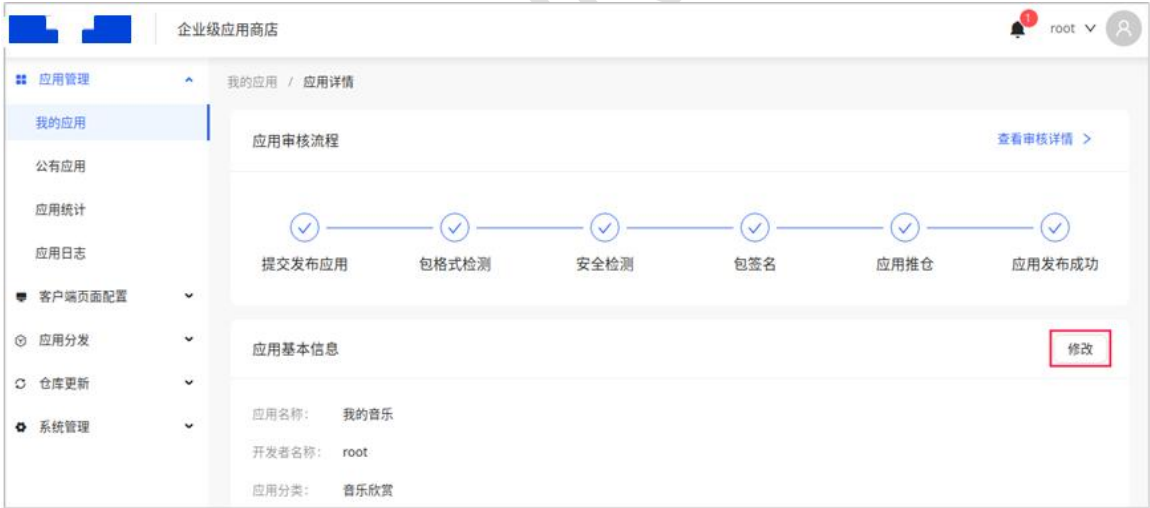 企业级应用商店
1
root
应用管理
我的应用
公有应用
应用统计
应用日志
客户端页面配置
应用分发
仓库更新
系统管理
我的应用 / 应用详情
应用审核流程
查看审核详情 >
提交发布应用
包格式检测
安全检测
包签名
应用推仓
应用发布成功
应用基本信息
修改
应用名称: 我的音乐
开发者名称: root
应用分类: 音乐欣赏